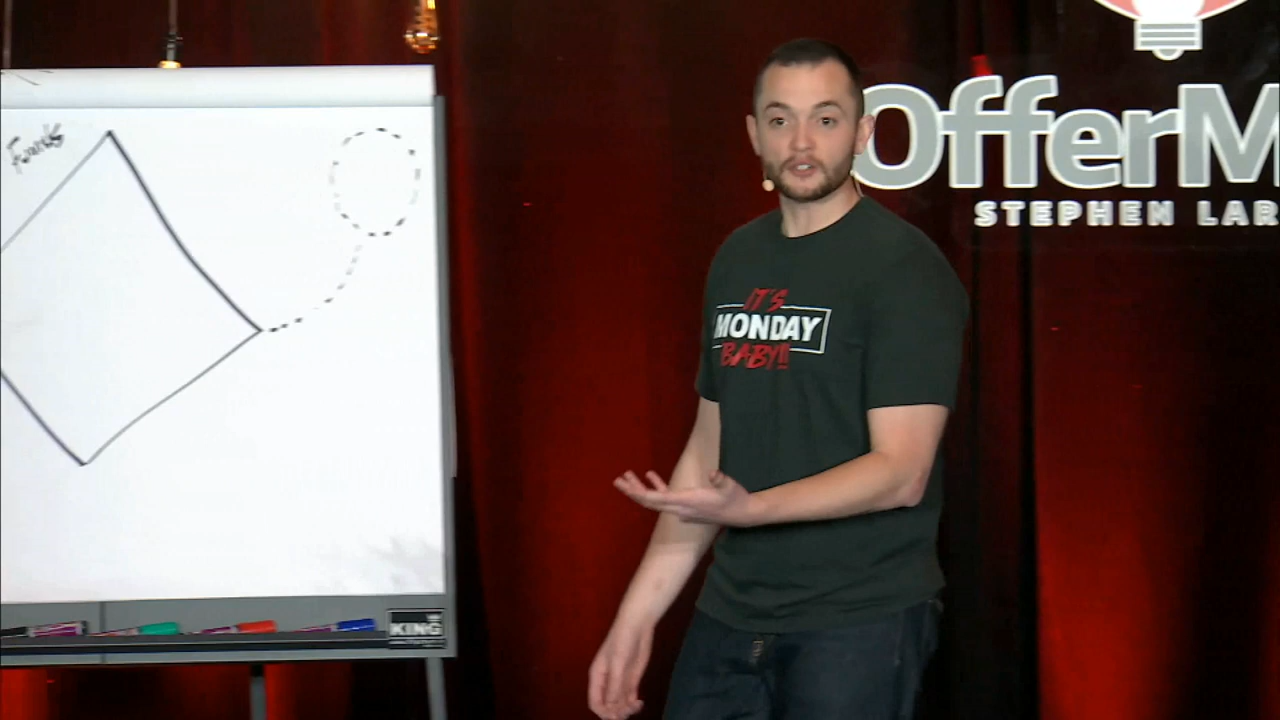 Funnels
OfferM
STEPHEN LAR
IT'S
MONDAY
BABY!!
KING